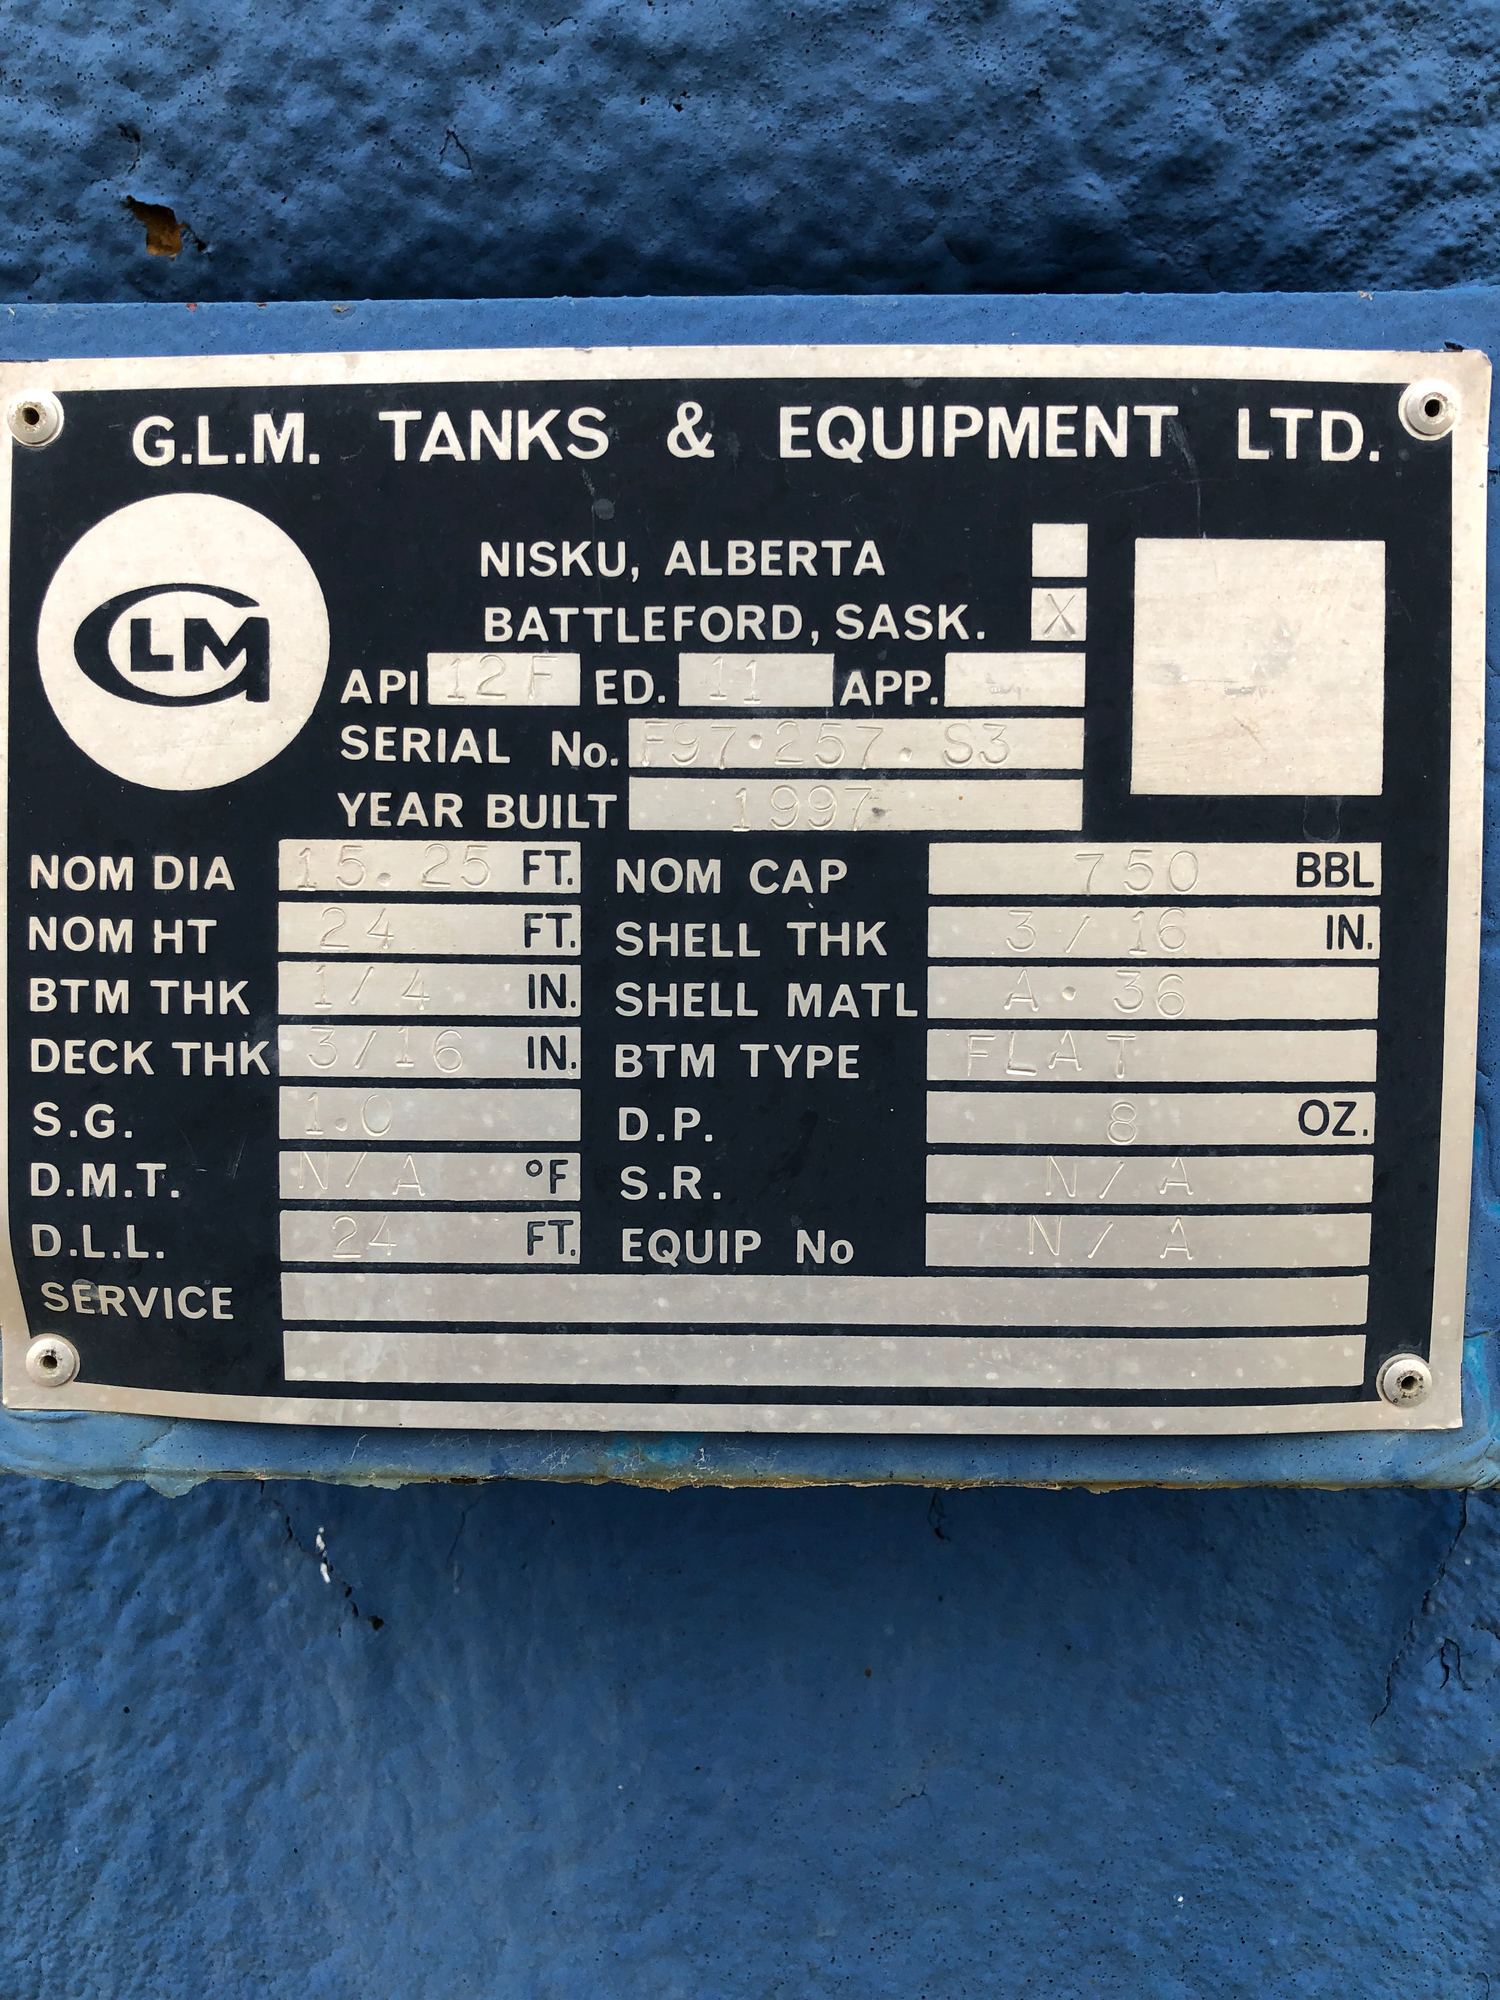 G.L.M. TANKS & EQUIPMENT LTD.
GLM
NISKU, ALBERTA
BATTLEFORD, SASK. X
API 12F ED. 11 APP.
SERIAL No. F97·257·S3
YEAR BUILT 1997
NOM DIA 15.25 FT. NOM CAP 750 BBL
NOM HT 24 FT. SHELL THK 3/16 IN.
BTM THK 1/4 IN. SHELL MATL A·36
DECK THK 3/16 IN. BTM TYPE FLAT
S.G. 1.0 D.P. 8 OZ.
D.M.T. N/A °F S.R. N/A
D.L.L. 24 FT. EQUIP No N/A
SERVICE